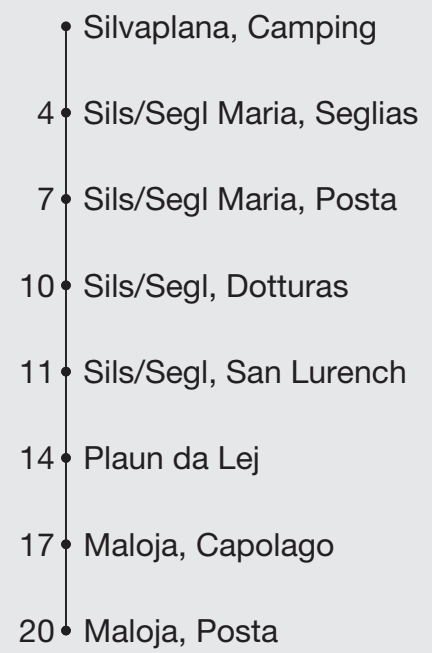 Silvaplana, Camping
4 Sils/Segl Maria, Seglias
7 Sils/Segl Maria, Posta
10 Sils/Segl, Dotturas
11 Sils/Segl, San Lurench
14 Plaun da Lej
17 Maloja, Capolago
20 Maloja, Posta